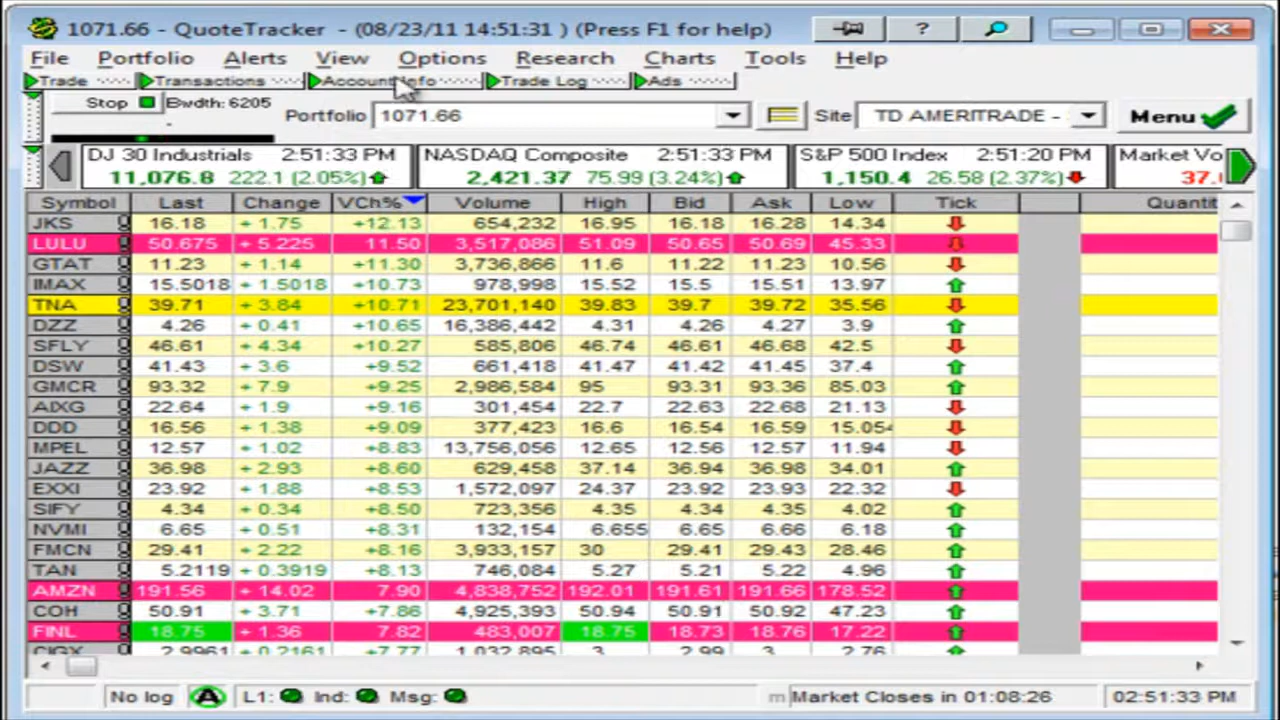 1071.66 - QuoteTracker - (08/23/11 14:51:31 ) (Press F1 for help) ?
File Portfolio Alerts View Options Research Charts Tools Help
Trade Transactions Account Info Trade Log Ads
Stop Bwdth: 6205 Portfolio 1071.66 Site TD AMERITRADE - Menu
-
DJ 30 Industrials 2:51:33 PM NASDAQ Composite 2:51:33 PM S&P 500 Index 2:51:20 PM Market Vo
11,076.8 222.1 (2.05%) 2,421.37 75.99 (3.24%) 1,150.4 26.58 (2.37%) 37.
Symbol Last Change VCh% Volume High Bid Ask Low Tick Quantit
JKS 16.18 + 1.75 +12.13 654,232 16.95 16.18 16.28 14.34
LULU 50.675 + 5.225 11.50 3,517,086 51.09 50.65 50.69 45.33
GTAT 11.23 + 1.14 +11.30 3,736,866 11.6 11.22 11.23 10.56
IMAX 15.5018 + 1.5018 +10.73 978,998 15.52 15.5 15.51 13.97
TNA 39.71 + 3.84 +10.71 23,701,140 39.83 39.7 39.72 35.56
DZZ 4.26 + 0.41 +10.65 16,386,442 4.31 4.26 4.27 3.9
SFLY 46.61 + 4.34 +10.27 585,806 46.74 46.61 46.68 42.5
DSW 41.43 + 3.6 +9.52 661,418 41.47 41.42 41.45 37.4
GMCR 93.32 + 7.9 +9.25 2,986,584 95 93.31 93.36 85.03
AIXG 22.64 + 1.9 +9.16 301,454 22.7 22.63 22.68 21.13
DDD 16.56 + 1.38 +9.09 377,423 16.6 16.54 16.59 15.054
MPEL 12.57 + 1.02 +8.83 13,756,056 12.65 12.56 12.57 11.94
JAZZ 36.98 + 2.93 +8.60 629,458 37.14 36.94 36.98 34.01
EXXI 23.92 + 1.88 +8.53 1,572,097 24.37 23.92 23.93 22.32
SIFY 4.34 + 0.34 +8.50 723,356 4.35 4.34 4.35 4.02
NVMI 6.65 + 0.51 +8.31 132,154 6.655 6.65 6.66 6.18
FMCN 29.41 + 2.22 +8.16 3,933,157 30 29.41 29.43 28.46
TAN 5.2119 + 0.3919 +8.13 746,084 5.27 5.21 5.22 4.96
AMZN 191.56 + 14.02 7.90 4,838,752 192.01 191.61 191.66 178.52
COH 50.91 + 3.71 +7.86 4,925,393 50.94 50.91 50.92 47.23
FINL 18.75 + 1.36 7.82 483,007 18.75 18.73 18.76 17.22
CIGX 2.9961 + 0.2161 +7.77 1,032,895 3 2.99 3 2.76
No log A L1: Ind: Msg: m Market Closes in 01:08:26 02:51:33 PM